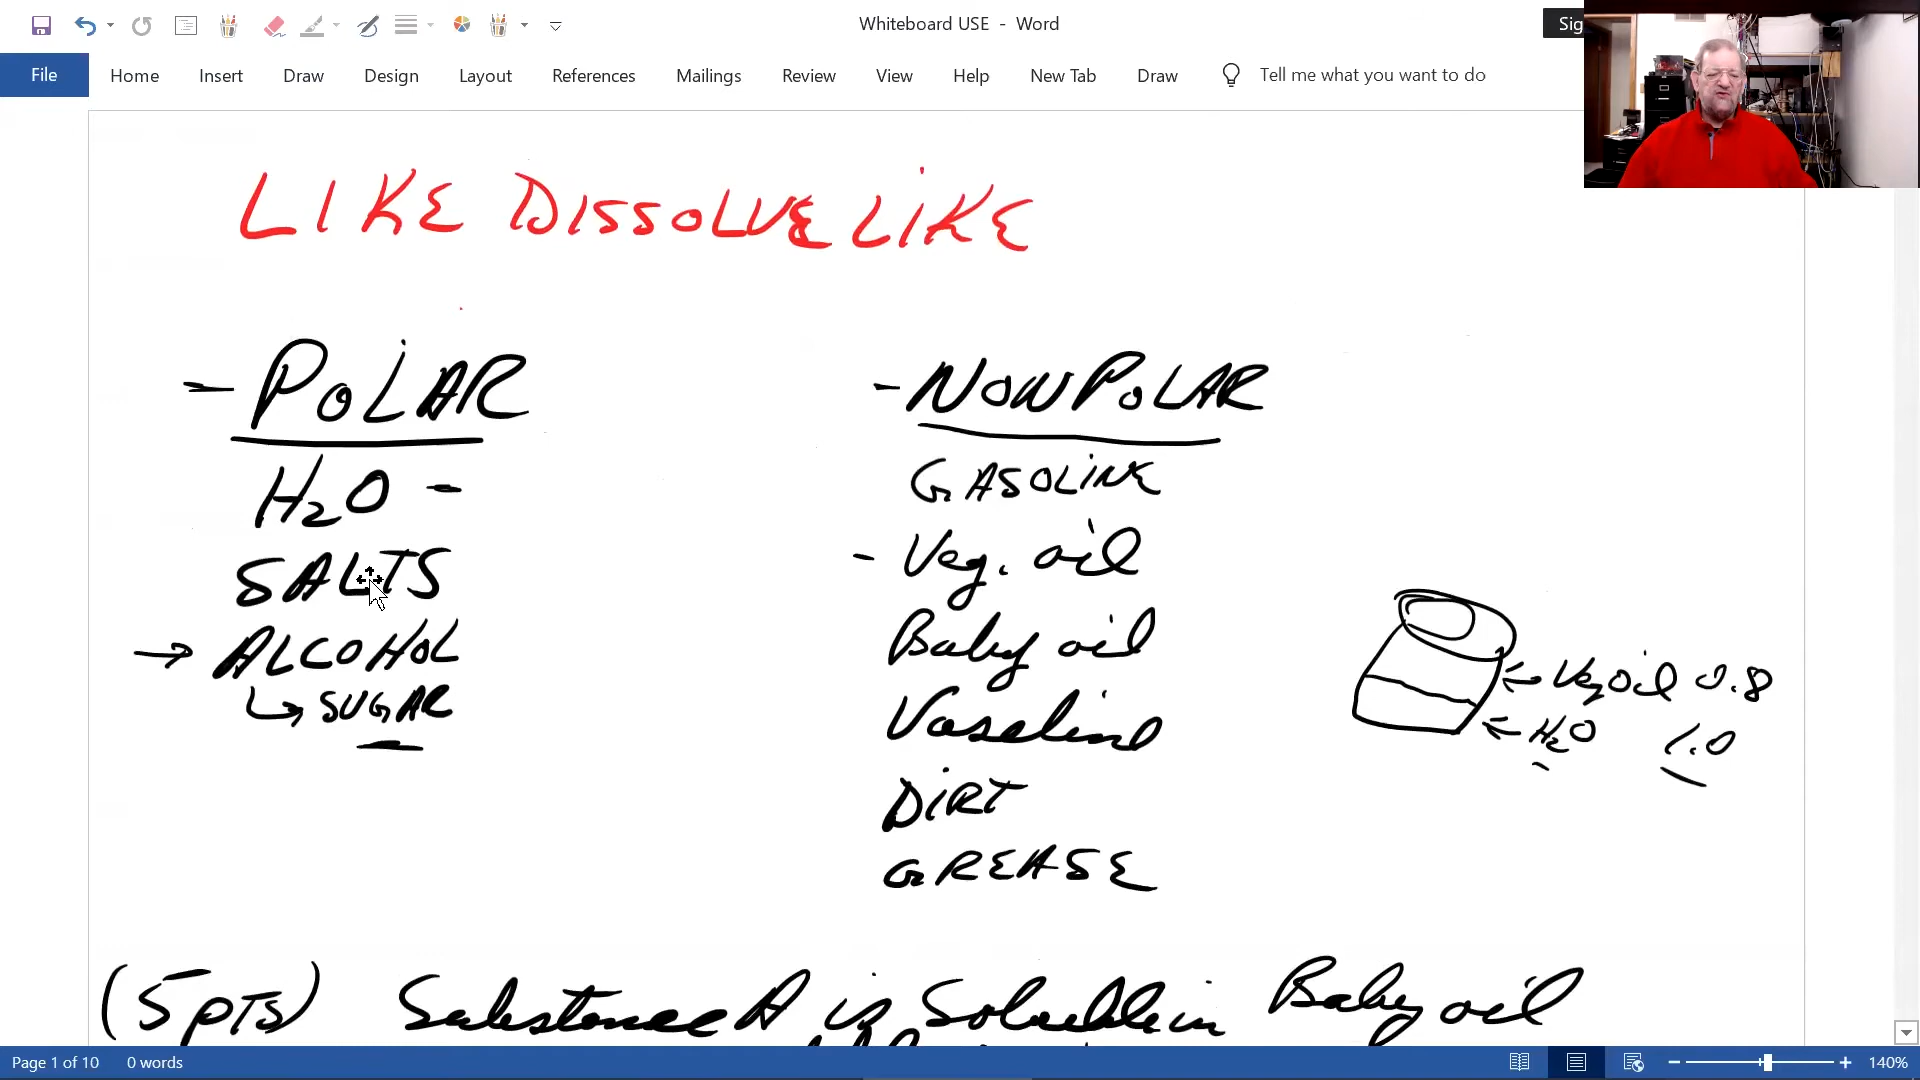 Whiteboard USE - Word
Sig
File Home Insert Draw Design Layout References Mailings Review View Help New Tab Draw Tell me what you want to do
LIKE DISSOLVE LIKE
- POLAR
H2O -
SALTS
→ ALCOHOL
↳ SUGAR
- NONPOLAR
GASOLINE
- Veg. oil
Baby oil
Vaseline
DIRT
GREASE
← Veg oil 0.8
← H2O 1.0
(5 pts) Substance A is Soluble in Baby oil
Page 1 of 10 0 words 140%